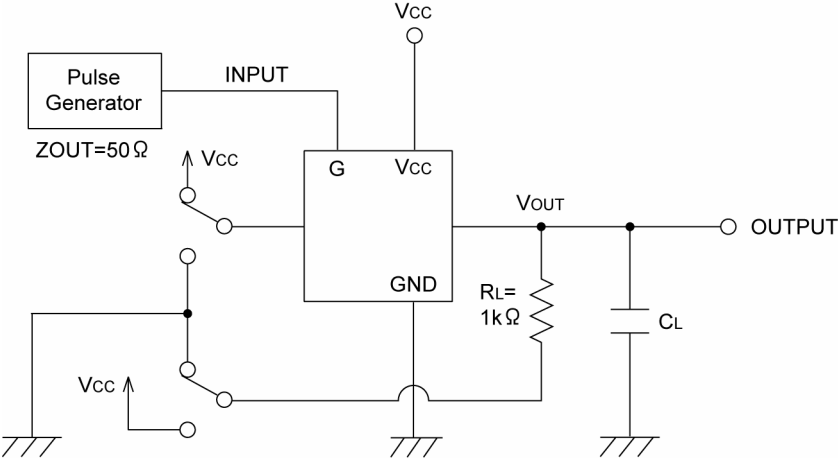 VCC
Pulse
Generator
INPUT
ZOUT=50Ω
VCC
G
VCC
VOUT
OUTPUT
GND
RL=
1kΩ
CL
VCC